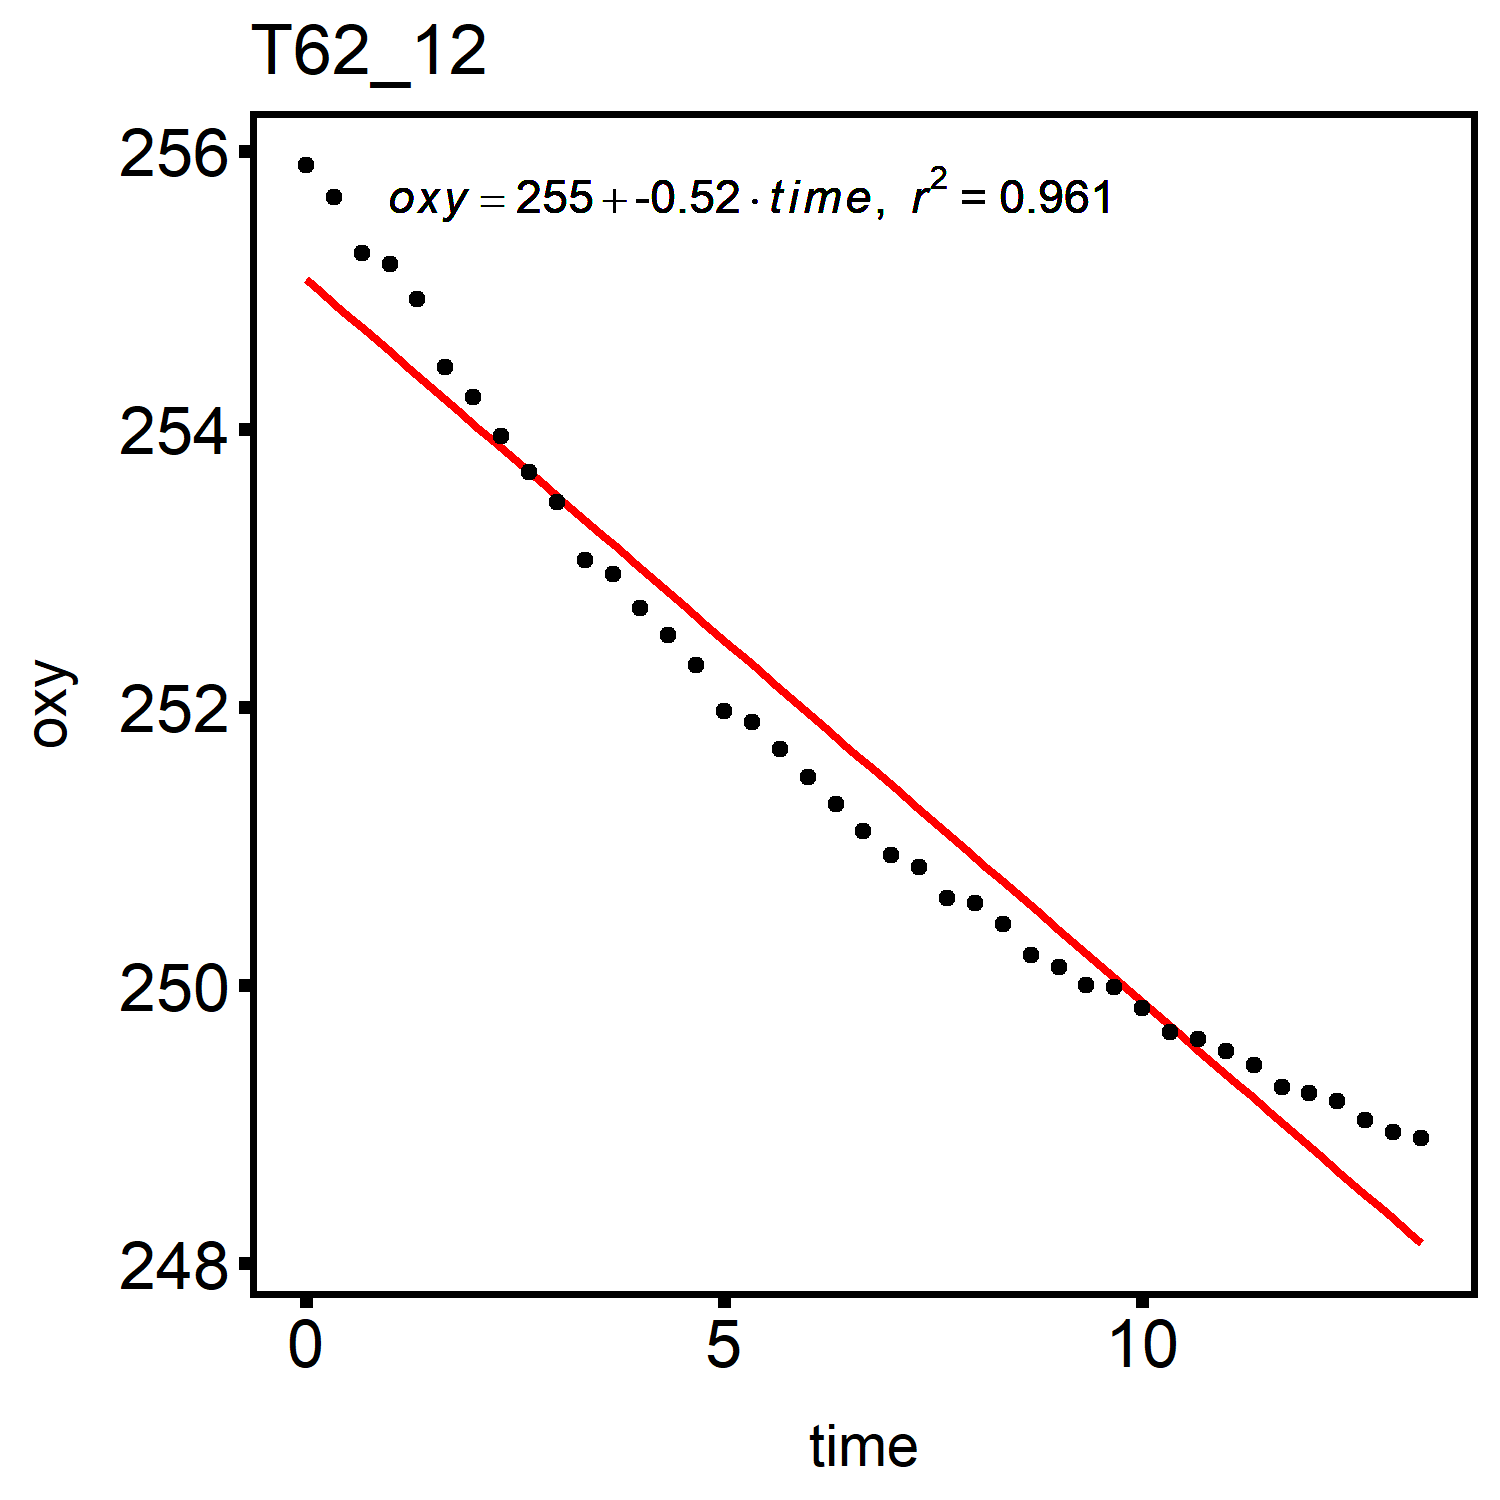 T62_12
256
oxy = 255 + -0.52 · time, r² = 0.961
254
252
oxy
250
248
0 5 10
time